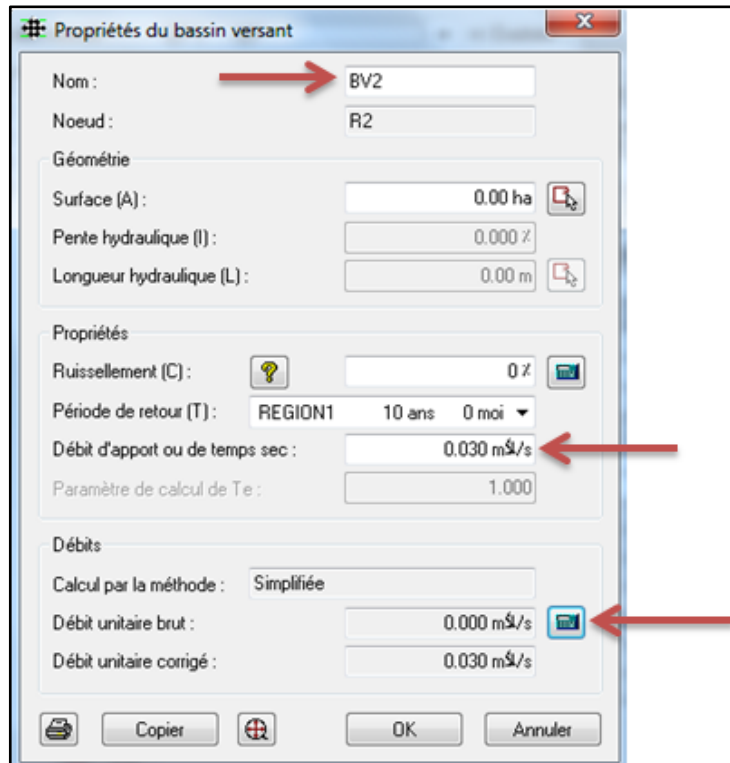 Propriétés du bassin versant
Nom : BV2
Noeud : R2
Géométrie
Surface (A) : 0.00 ha
Pente hydraulique (I) : 0.000 %
Longueur hydraulique (L) : 0.00 m
Propriétés
Ruissellement (C) : 0 %
Période de retour (T) : REGION1 10 ans 0 moi
Débit d'apport ou de temps sec : 0.030
Paramètre de calcul de Te : 1.000
Débits
Calcul par la méthode : Simplifiée
Débit unitaire brut : 0.000
Débit unitaire corrigé : 0.030
Copier OK Annuler